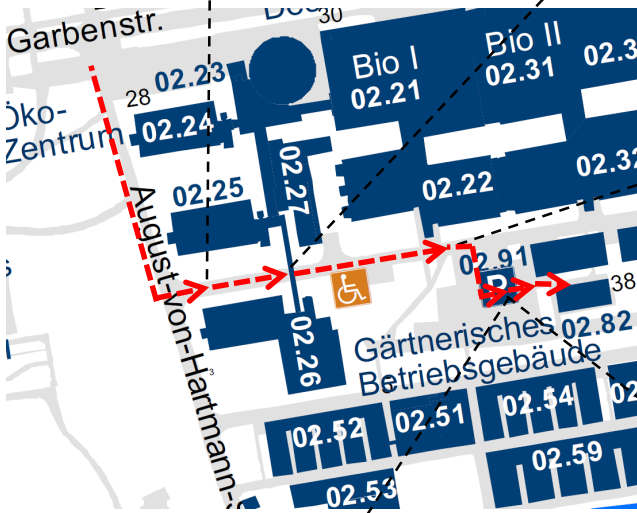 Garbenstr.
30
Bio I
02.21
Bio II
02.31
02.23
28
02.24
Öko-
Zentrum
02.27
02.25
02.22
August-von-Hartmann-S
02.91
P
38
02.26
02.82
Gärtnerisches
Betriebsgebäude
3
02.52
02.51
02.54
02.59
02.53